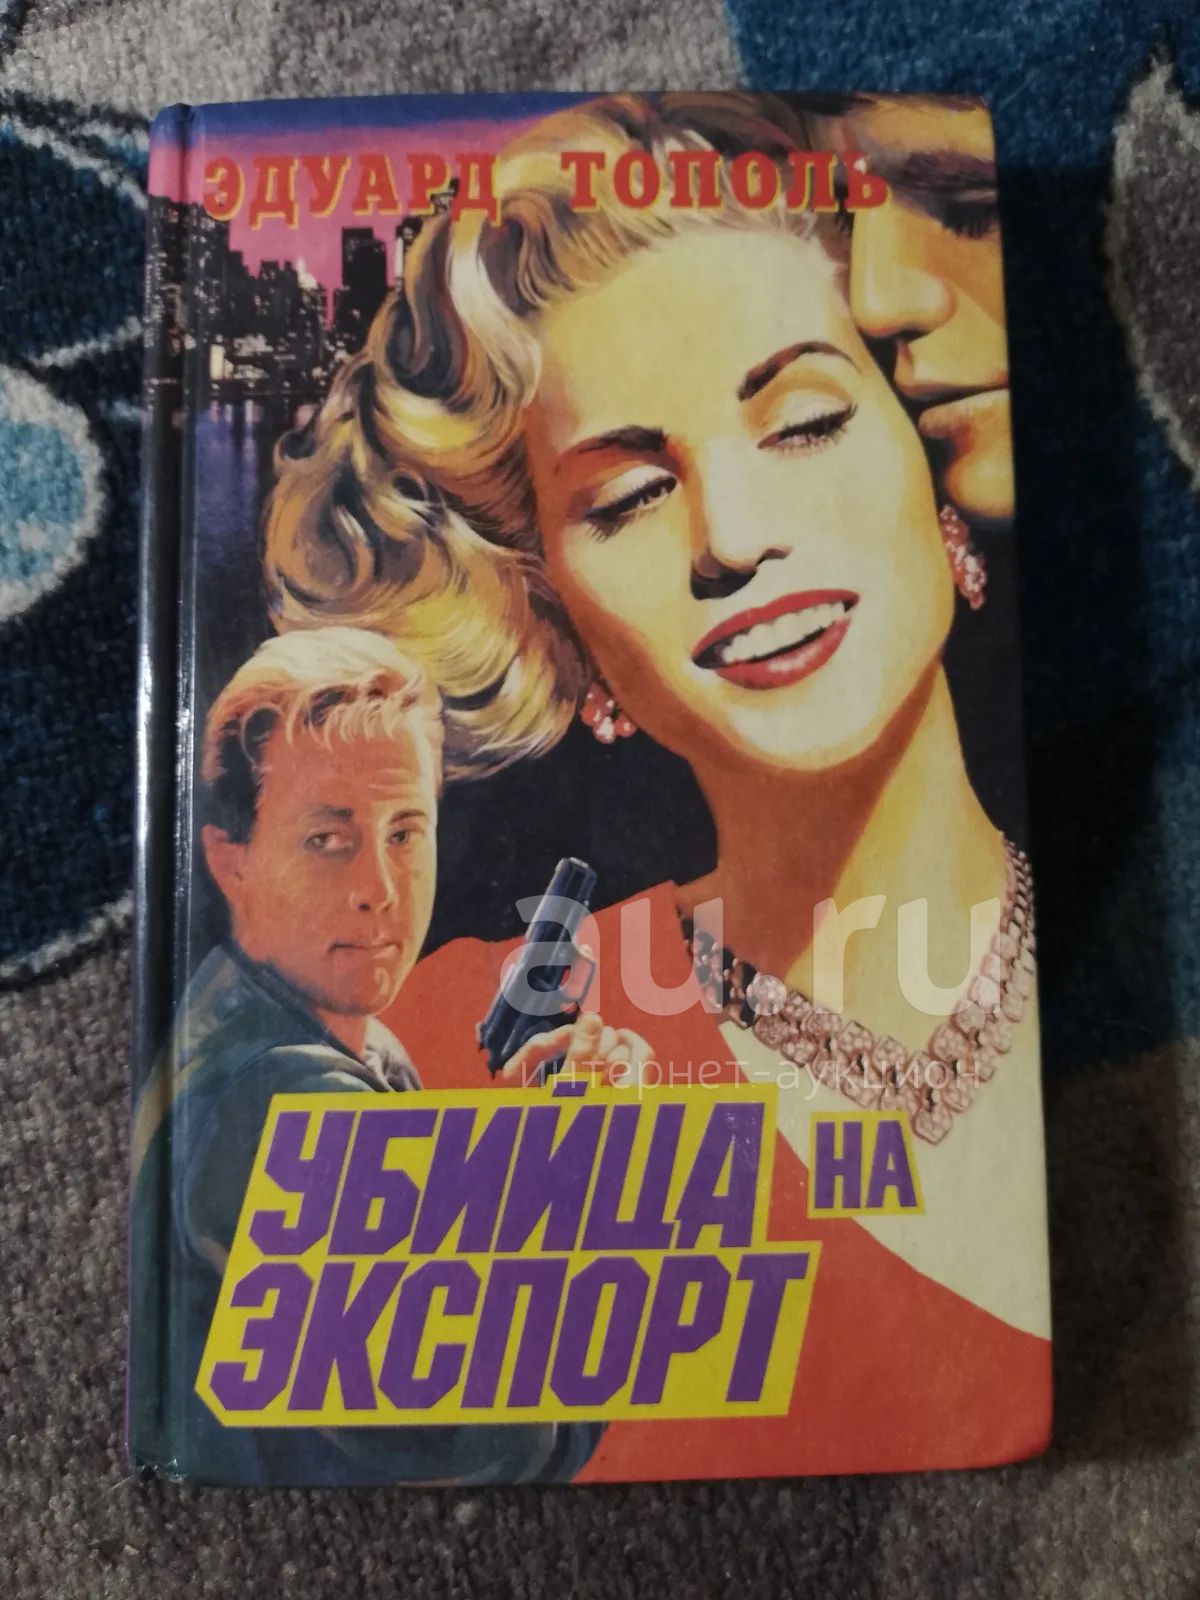 ЭДУАРД ТОПОЛЬ
au.ru
интернет-аукцион
УБИЙЦА НА
ЭКСПОРТ